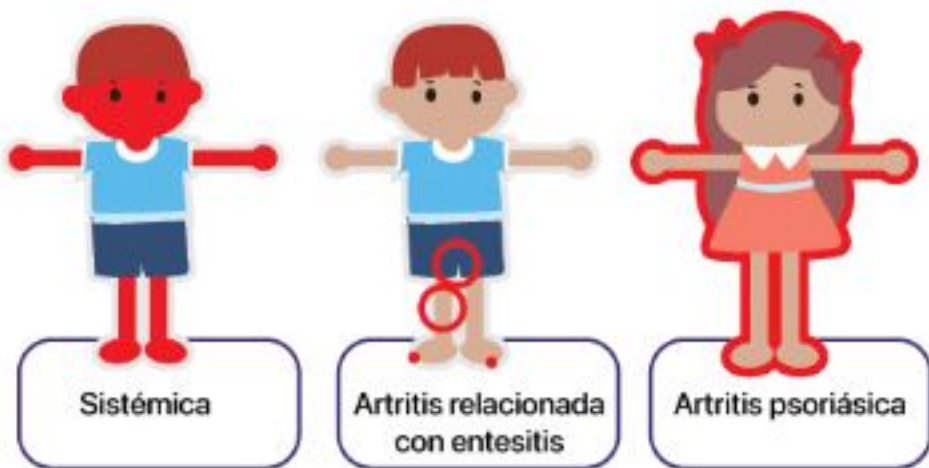 Sistémica
Artritis relacionada
con entesitis
Artritis psoriásica